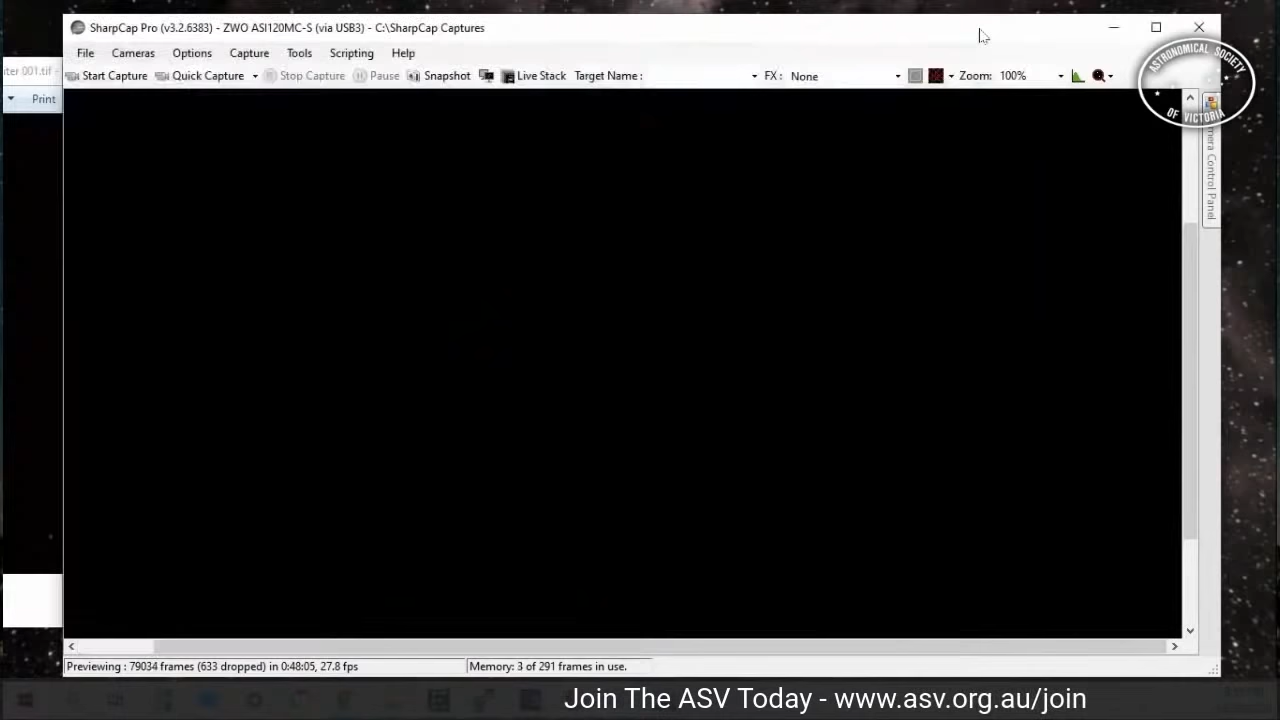 SharpCap Pro (v3.2.6383) - ZWO ASI120MC-S (via USB3) - C:\SharpCap Captures
File Cameras Options Capture Tools Scripting Help
Start Capture Quick Capture Stop Capture Pause Snapshot Live Stack Target Name : FX : None Zoom: 100%
ASTRONOMICAL SOCIETY
OF VICTORIA
001.tif -
Print
Control Panel
Previewing : 79034 frames (633 dropped) in 0:48:05, 27.8 fps Memory: 3 of 291 frames in use.
Join The ASV Today - www.asv.org.au/join